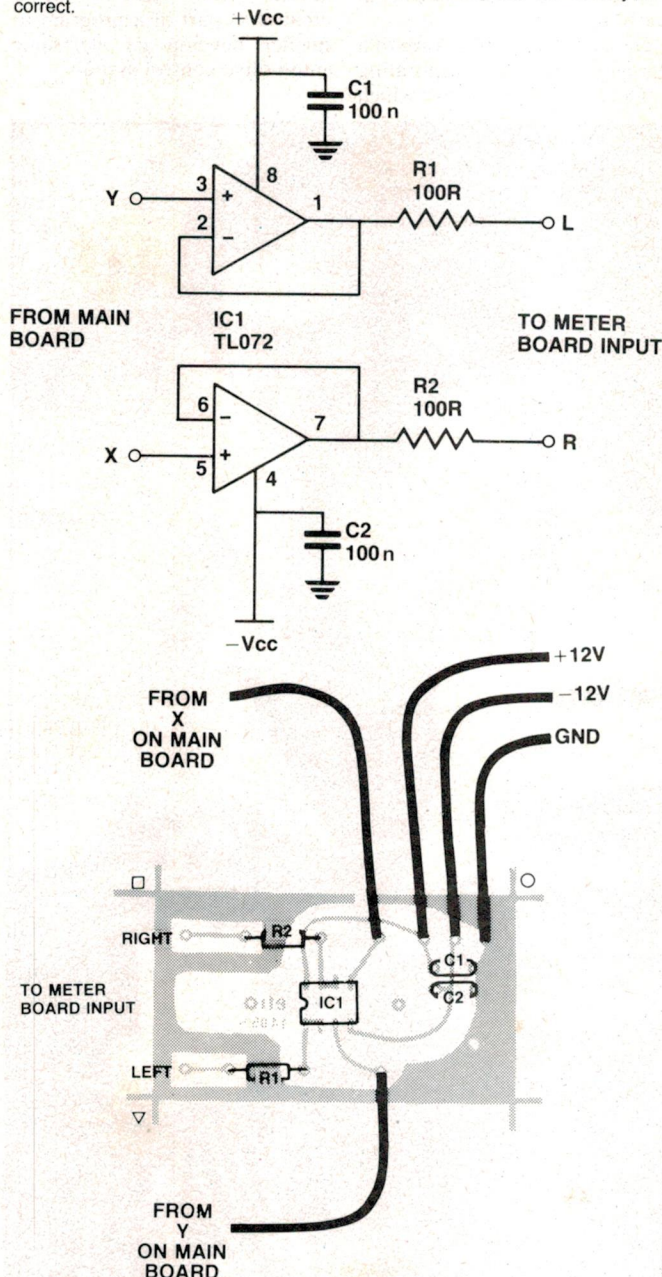 correct.
+Vcc
C1
100 n
8
R1
100R
Y
3
+
1
2
−
L
FROM MAIN
BOARD
IC1
TL072
TO METER
BOARD INPUT
R2
100R
6
−
7
X
5
+
R
4
C2
100n
−Vcc
+12V
−12V
GND
FROM
X
ON MAIN
BOARD
RIGHT
R2
C1
C2
IC1
TO METER
BOARD INPUT
LEFT
R1
FROM
Y
ON MAIN
BOARD